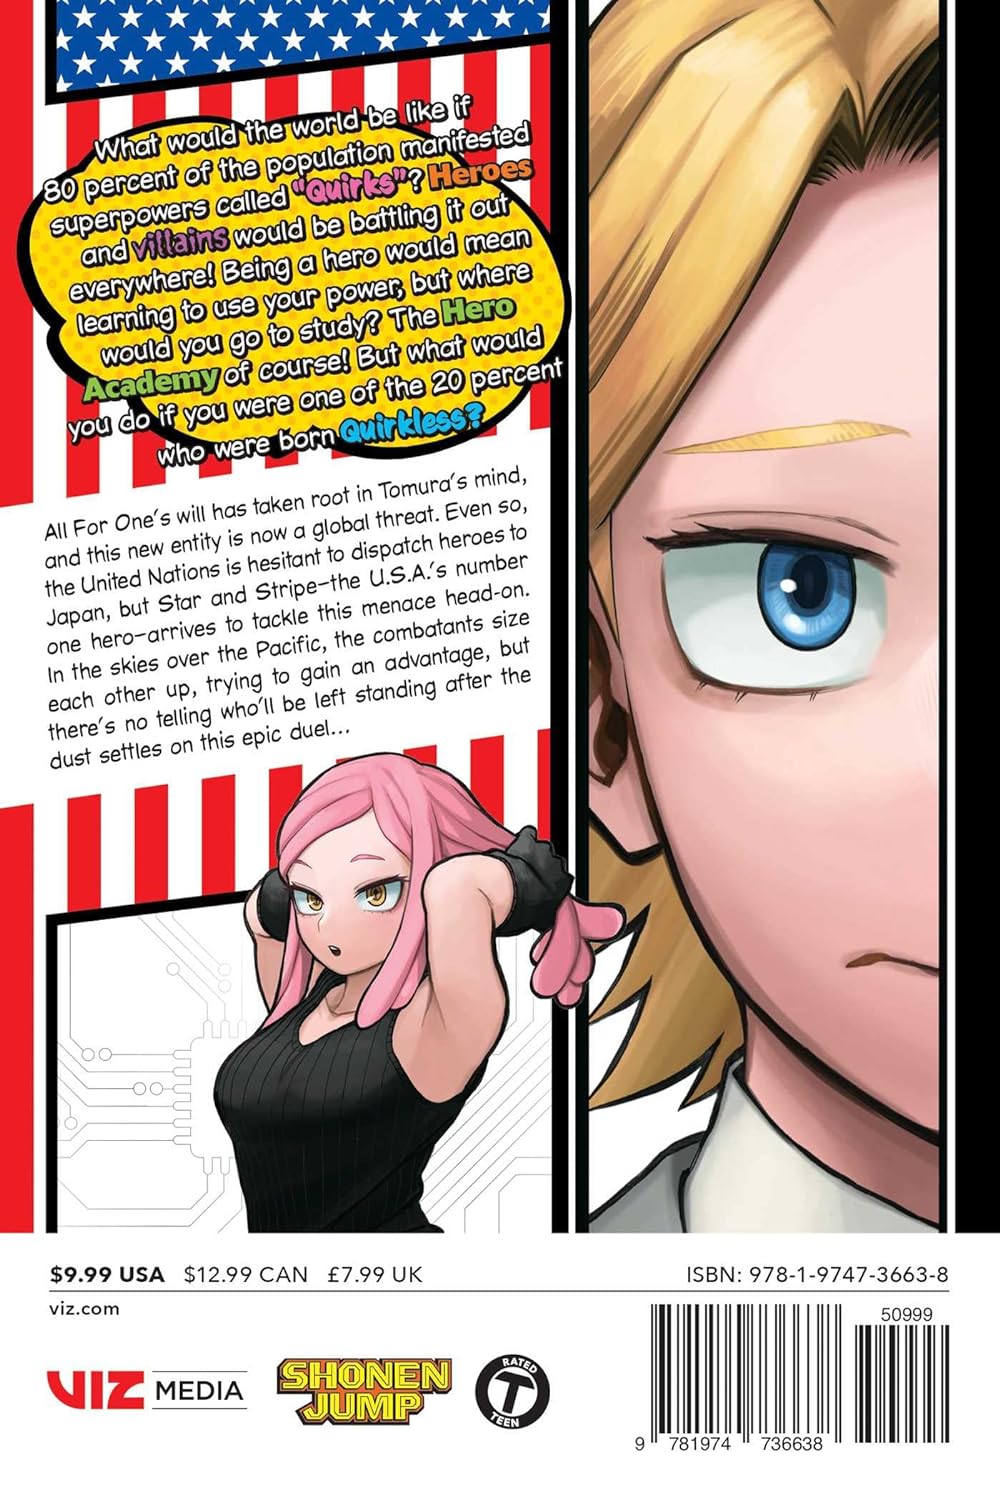 What would the world be like if
80 percent of the population manifested
superpowers called "Quirks"? Heroes
and villains would be battling it out
everywhere! Being a hero would mean
learning to use your power, but where
would you go to study? The Hero
Academy of course! But what would
you do if you were one of the 20 percent
who were born Quirkless?
All For One's will has taken root in Tomura's mind,
and this new entity is now a global threat. Even so,
the United Nations is hesitant to dispatch heroes to
Japan, but Star and Stripe—the U.S.A.'s number
one hero—arrives to tackle this menace head-on.
In the skies over the Pacific, the combatants size
each other up, trying to gain an advantage, but
there's no telling who'll be left standing after the
dust settles on this epic duel...
$9.99 USA $12.99 CAN £7.99 UK
ISBN: 978-1-9747-3663-8
viz.com
50999
VIZ MEDIA
SHONEN
JUMP
RATED
T
TEEN
9 781974 736638